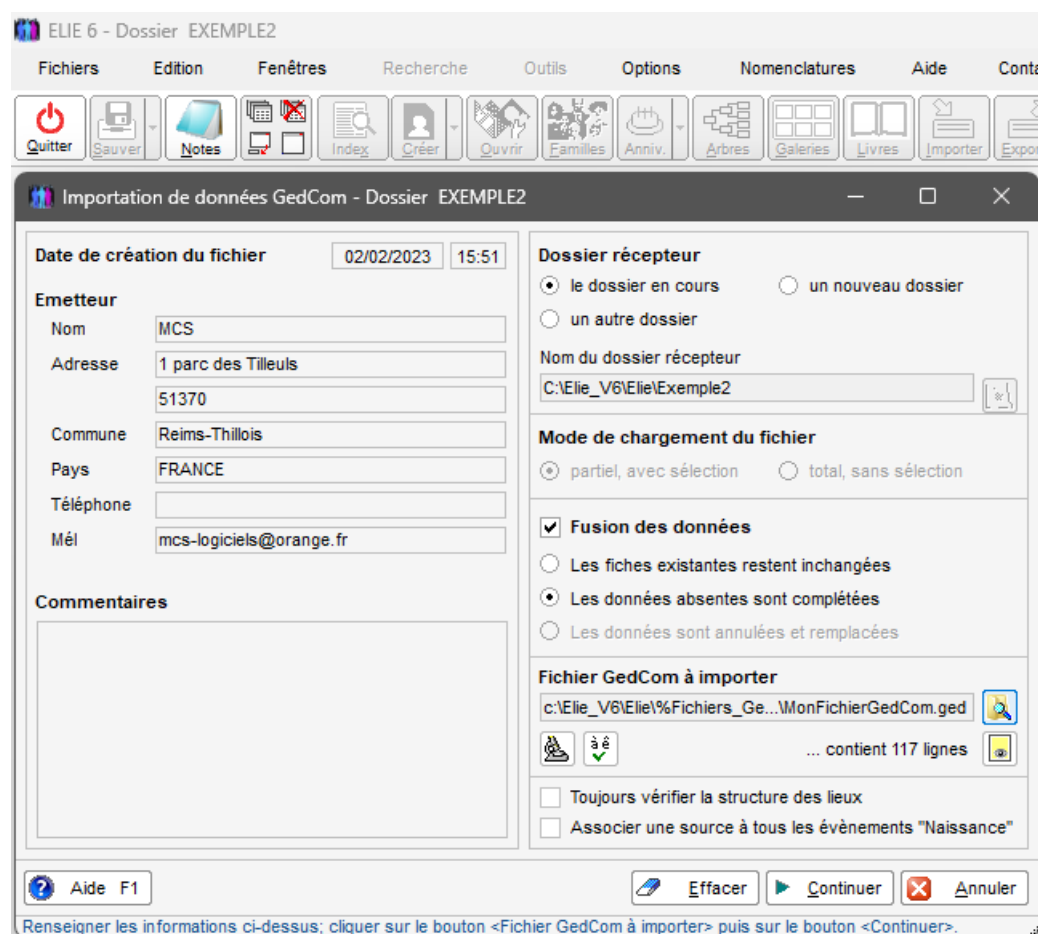 ELIE 6 - Dossier EXEMPLE2
Fichiers Edition Fenêtres Recherche Outils Options Nomenclatures Aide Conta
Quitter Sauver Notes Index Créer Ouvrir Familles Anniv. Arbres Galeries Livres Importer Expor
Importation de données GedCom - Dossier EXEMPLE2
Date de création du fichier 02/02/2023 15:51
Emetteur
Nom MCS
Adresse 1 parc des Tilleuls
51370
Commune Reims-Thillois
Pays FRANCE
Téléphone
Mél mcs-logiciels@orange.fr
Commentaires
Dossier récepteur
le dossier en cours un nouveau dossier
un autre dossier
Nom du dossier récepteur
C:\Elie_V6\Elie\Exemple2
Mode de chargement du fichier
partiel, avec sélection total, sans sélection
Fusion des données
Les fiches existantes restent inchangées
Les données absentes sont complétées
Les données sont annulées et remplacées
Fichier GedCom à importer
c:\Elie_V6\Elie\%Fichiers_Ge...\MonFichierGedCom.ged
à ê ... contient 117 lignes
Toujours vérifier la structure des lieux
Associer une source à tous les évènements "Naissance"
? Aide F1 Effacer Continuer Annuler
Renseigner les informations ci-dessus; cliquer sur le bouton <Fichier GedCom à importer> puis sur le bouton <Continuer>.